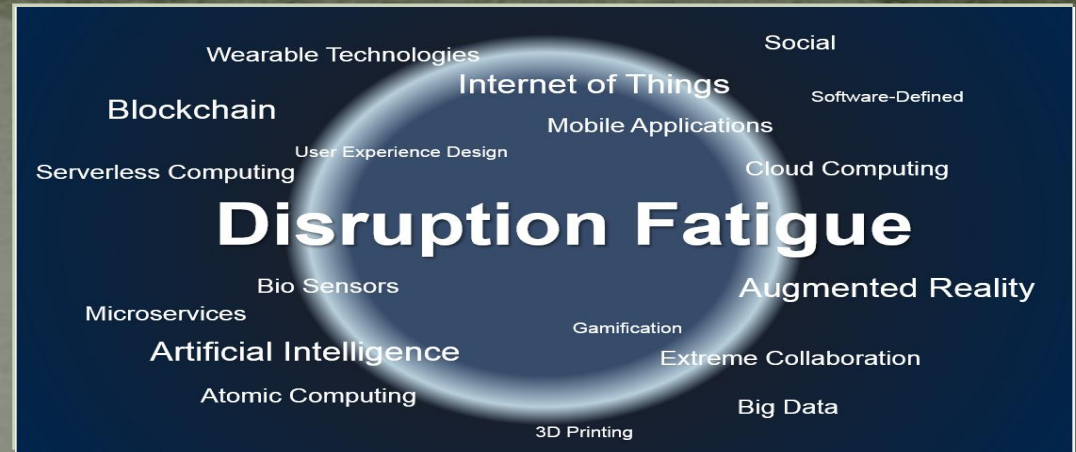 Social
Wearable Technologies
Internet of Things
Software-Defined
Blockchain
Mobile Applications
User Experience Design
Cloud Computing
Serverless Computing
Disruption Fatigue
Bio Sensors
Augmented Reality
Microservices
Gamification
Artificial Intelligence
Extreme Collaboration
Atomic Computing
Big Data
3D Printing